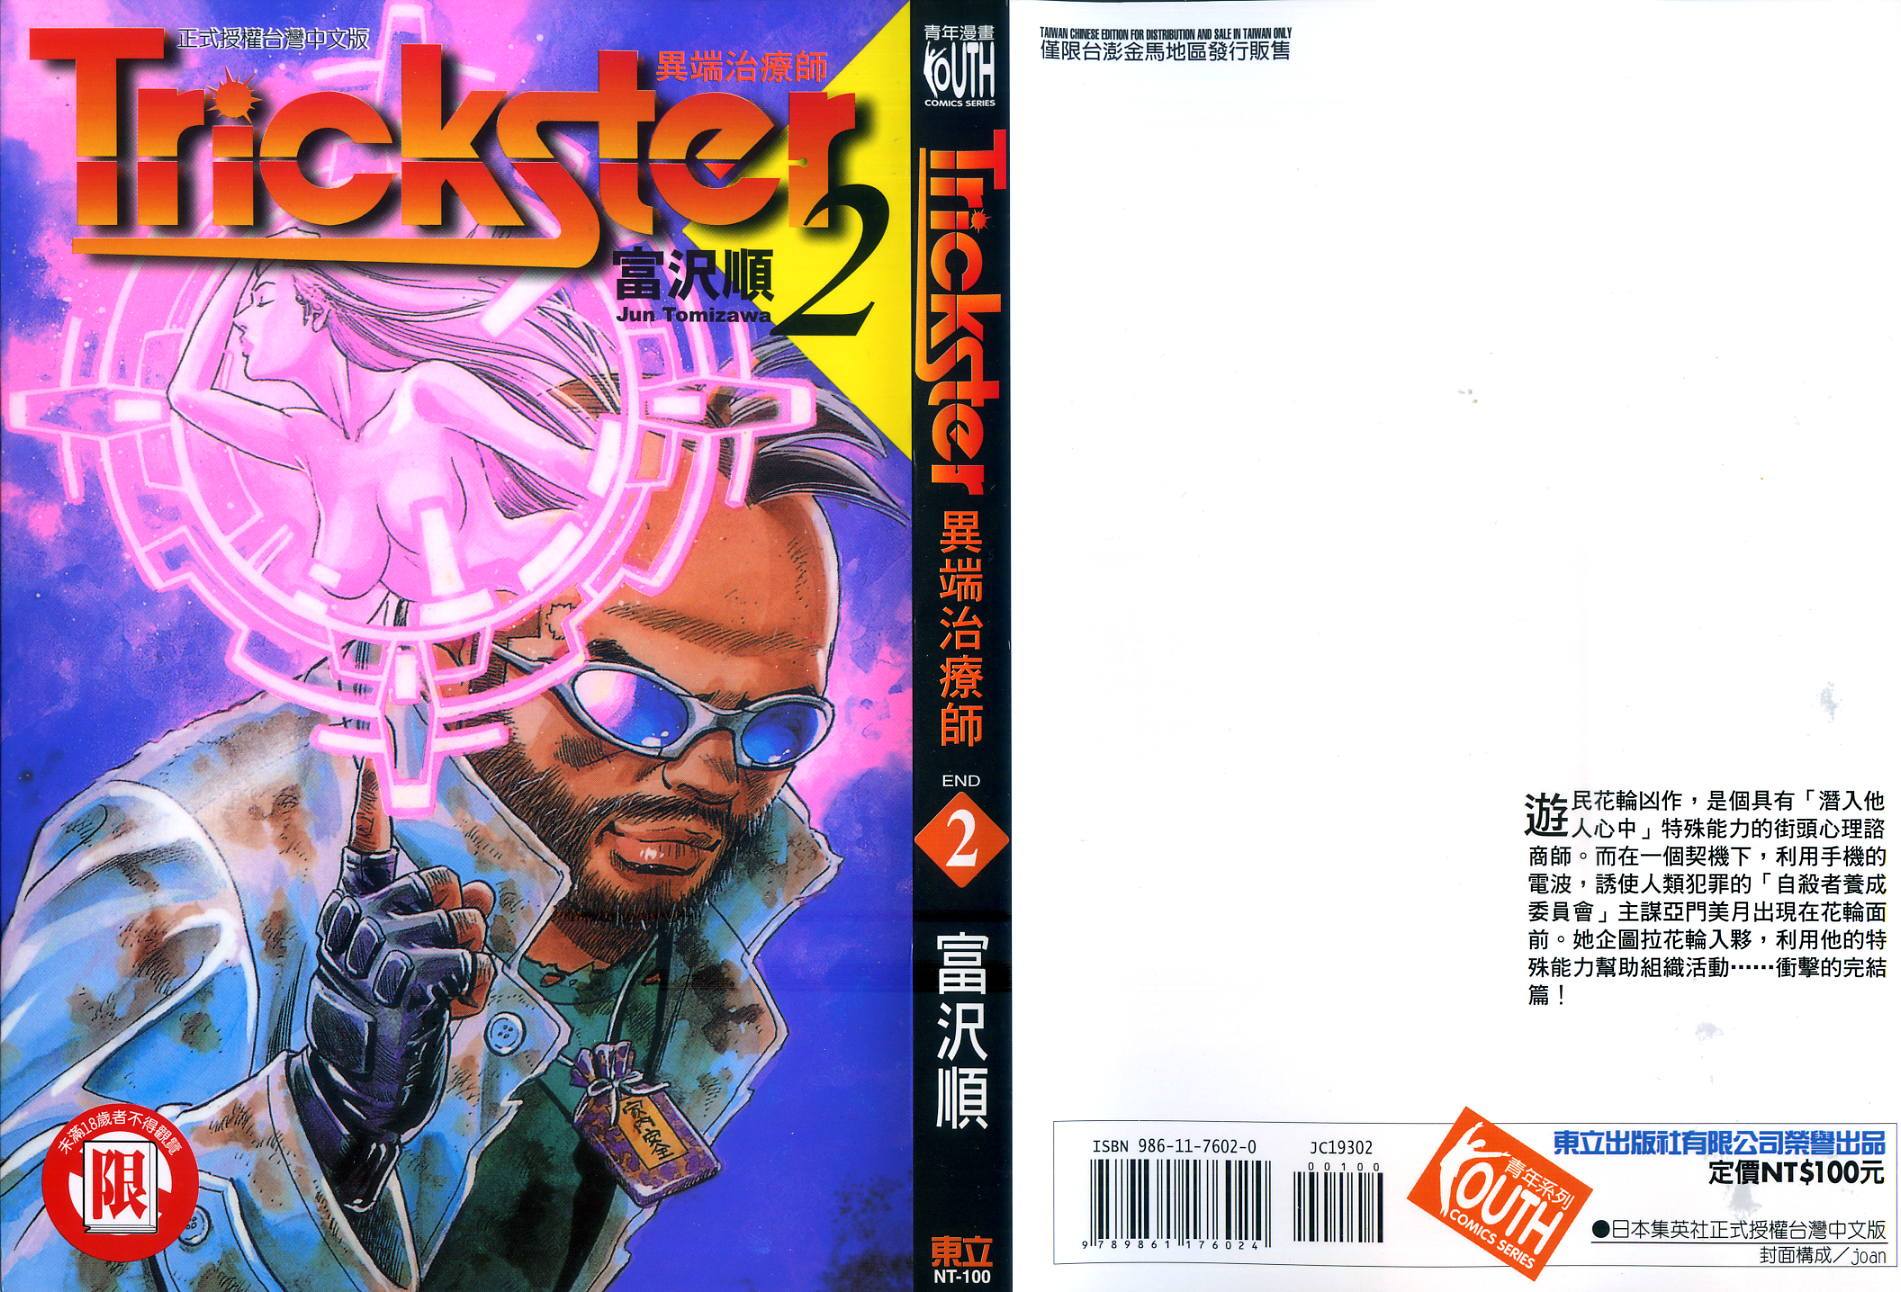 正式授權台灣中文版
異端治療師
Trickster
2
富沢順
Jun Tomizawa
家内安全
未滿18歲者不得觀覽
限
青年漫畫
YOUTH
COMICS SERIES
Trickster
異端治療師
END
2
富沢順
東立
NT-100
TAIWAN CHINESE EDITION FOR DISTRIBUTION AND SALE IN TAIWAN ONLY
僅限台澎金馬地區發行販售
遊民花輪凶作，是個具有「潛入他
人心中」特殊能力的街頭心理諮
商師。而在一個契機下，利用手機的
電波，誘使人類犯罪的「自殺者養成
委員會」主謀亞門美月出現在花輪面
前。她企圖拉花輪入夥，利用他的特
殊能力幫助組織活動……衝擊的完結
篇！
ISBN 986-11-7602-0
JC19302
00100
9 789861 176024
青年系列
YOUTH
COMICS SERIES
東立出版社有限公司榮譽出品
定價NT$100元
●日本集英社正式授權台灣中文版
封面構成／joan